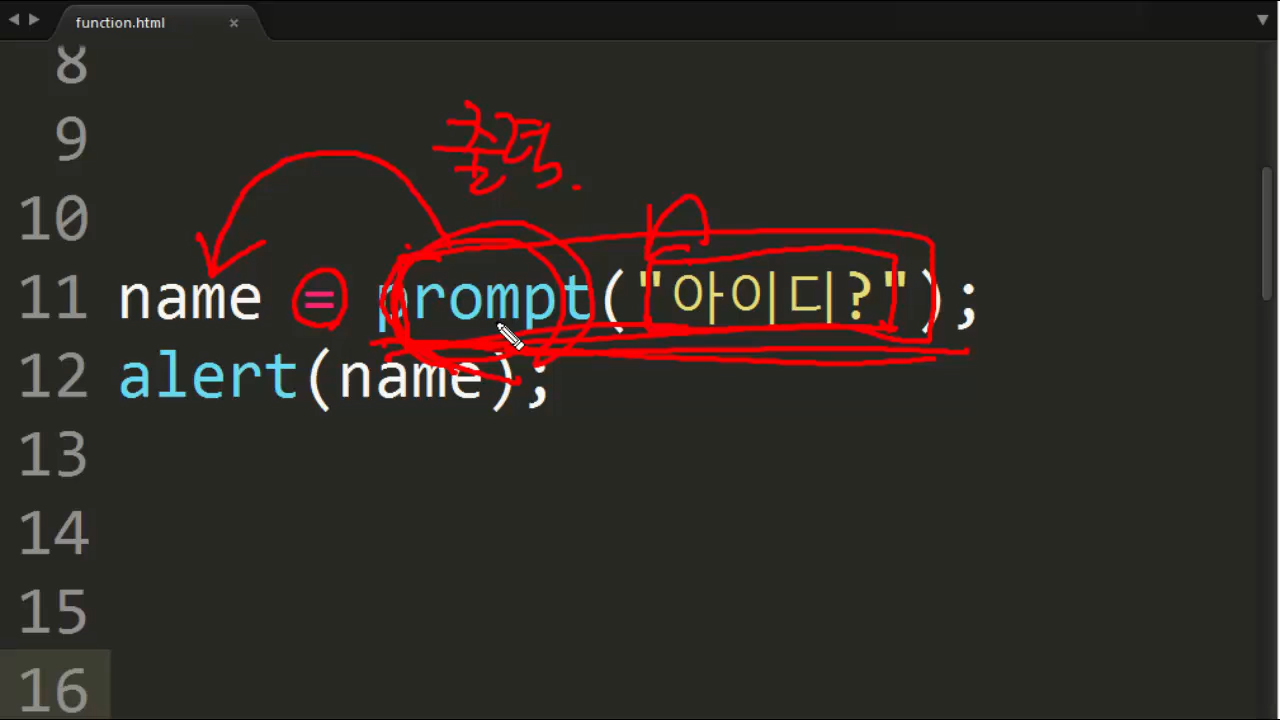 function.html
8
9
출력.
10
11 name = prompt("아이디?");
12 alert(name);
13
14
15
16